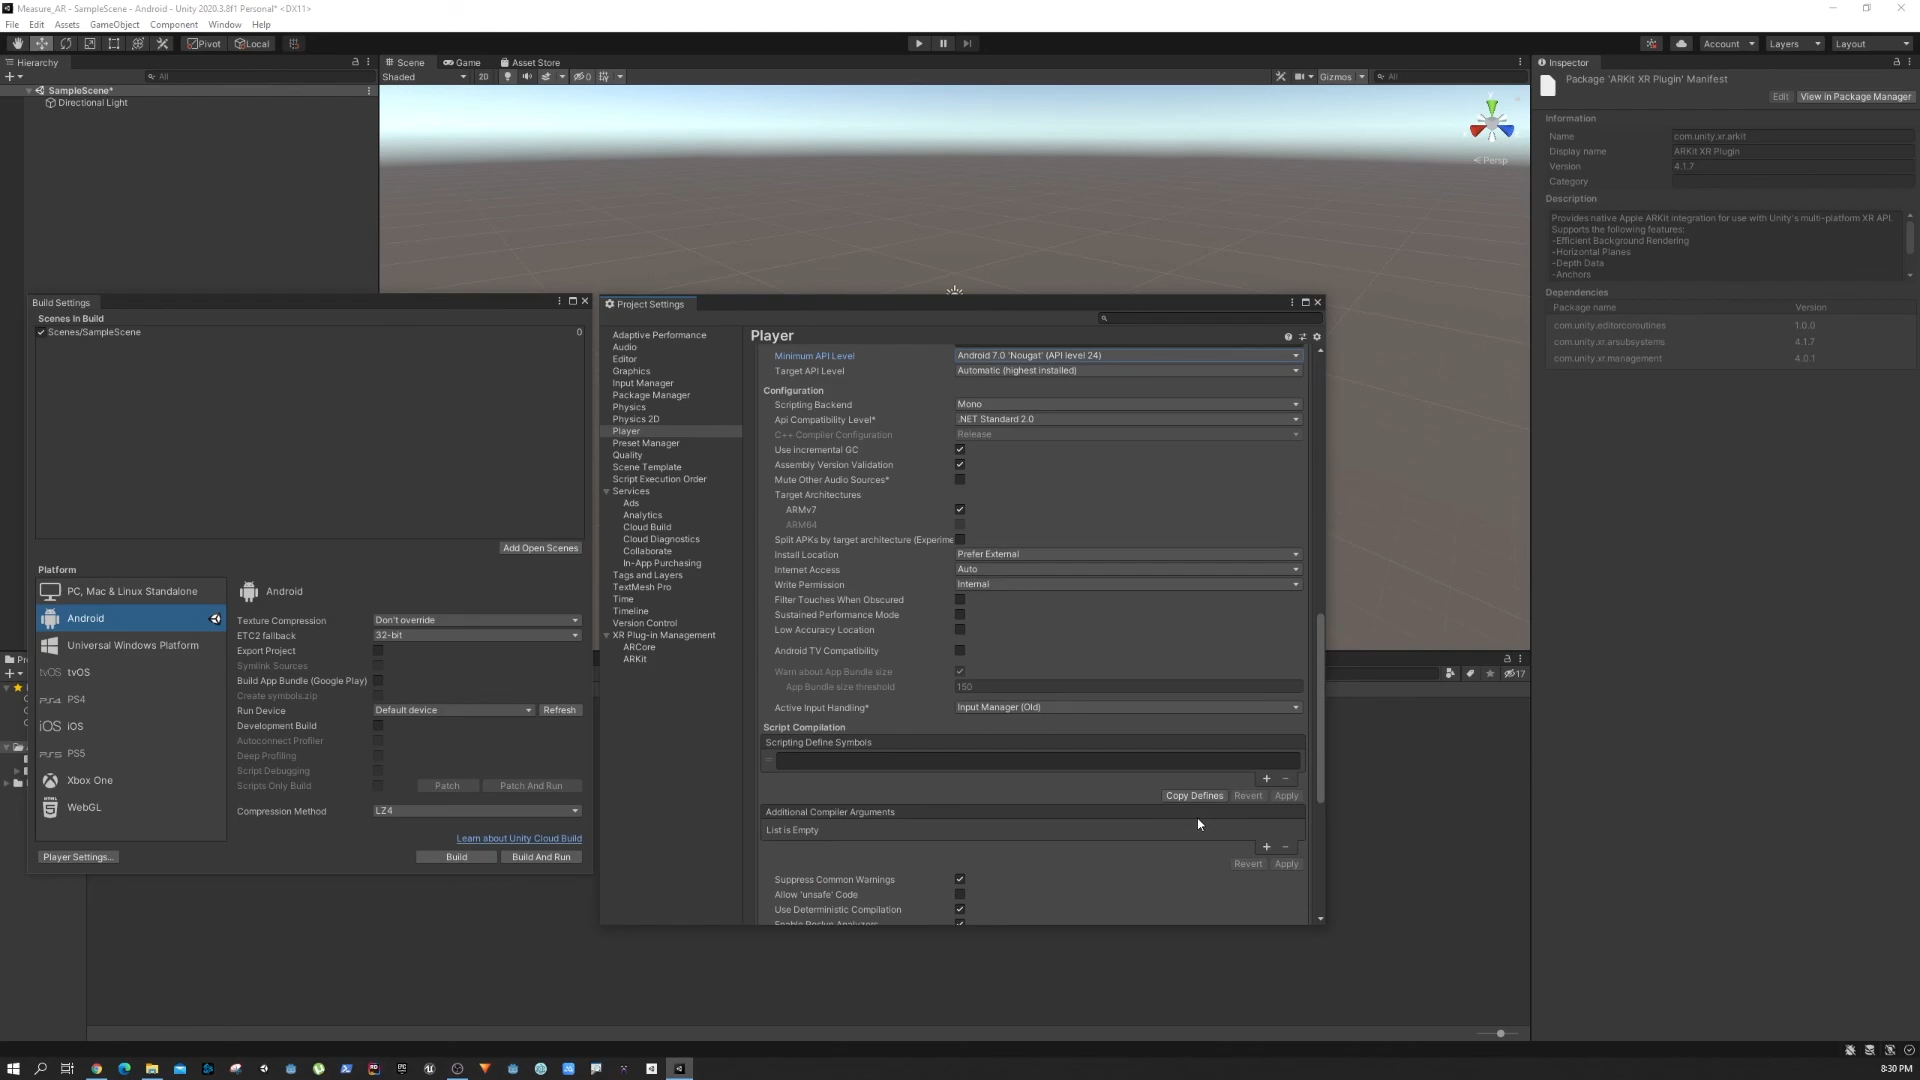 Measure_AR - SampleScene - Android - Unity 2020.3.8f1 Personal* <DX11>
File Edit Assets GameObject Component Window Help
Pivot Local Account Layers Layout
Hierarchy
All
SampleScene*
Directional Light
Scene Game Asset Store
Shaded 2D 0 Gizmos All
Y
< Persp
Inspector
Package 'ARKit XR Plugin' Manifest
Edit View in Package Manager
Information
Name com.unity.xr.arkit
Display name ARKit XR Plugin
Version 4.1.7
Category
Description
Provides native Apple ARKit integration for use with Unity's multi-platform XR API.
Supports the following features:
-Efficient Background Rendering
-Horizontal Planes
-Depth Data
-Anchors
Dependencies
Package name Version
com.unity.editorcoroutines 1.0.0
com.unity.xr.arsubsystems 4.1.7
com.unity.xr.management 4.0.1
Build Settings
Scenes In Build
Scenes/SampleScene 0
Add Open Scenes
Platform
PC, Mac & Linux Standalone
Android
Universal Windows Platform
tvOS tvOS
PS4 PS4
iOS iOS
PS5 PS5
Xbox One
HTML WebGL
Android
Texture Compression Don't override
ETC2 fallback 32-bit
Export Project
Symlink Sources
Build App Bundle (Google Play)
Create symbols.zip
Run Device Default device Refresh
Development Build
Autoconnect Profiler
Deep Profiling
Script Debugging
Scripts Only Build Patch Patch And Run
Compression Method LZ4
Learn about Unity Cloud Build
Player Settings... Build Build And Run
Project Settings
Adaptive Performance
Audio
Editor
Graphics
Input Manager
Package Manager
Physics
Physics 2D
Player
Preset Manager
Quality
Scene Template
Script Execution Order
Services
Ads
Analytics
Cloud Build
Cloud Diagnostics
Collaborate
In-App Purchasing
Tags and Layers
TextMesh Pro
Time
Timeline
Version Control
XR Plug-in Management
ARCore
ARKit
Player
Minimum API Level Android 7.0 'Nougat' (API level 24)
Target API Level Automatic (highest installed)
Configuration
Scripting Backend Mono
Api Compatibility Level* .NET Standard 2.0
C++ Compiler Configuration Release
Use incremental GC
Assembly Version Validation
Mute Other Audio Sources*
Target Architectures
ARMv7
ARM64
Split APKs by target architecture (Experime
Install Location Prefer External
Internet Access Auto
Write Permission Internal
Filter Touches When Obscured
Sustained Performance Mode
Low Accuracy Location
Android TV Compatibility
Warn about App Bundle size
App Bundle size threshold 150
Active Input Handling* Input Manager (Old)
Script Compilation
Scripting Define Symbols
Copy Defines Revert Apply
Additional Compiler Arguments
List is Empty
Revert Apply
Suppress Common Warnings
Allow 'unsafe' Code
Use Deterministic Compilation
Enable Roslyn Analyzers
Pr
17
8:30 PM